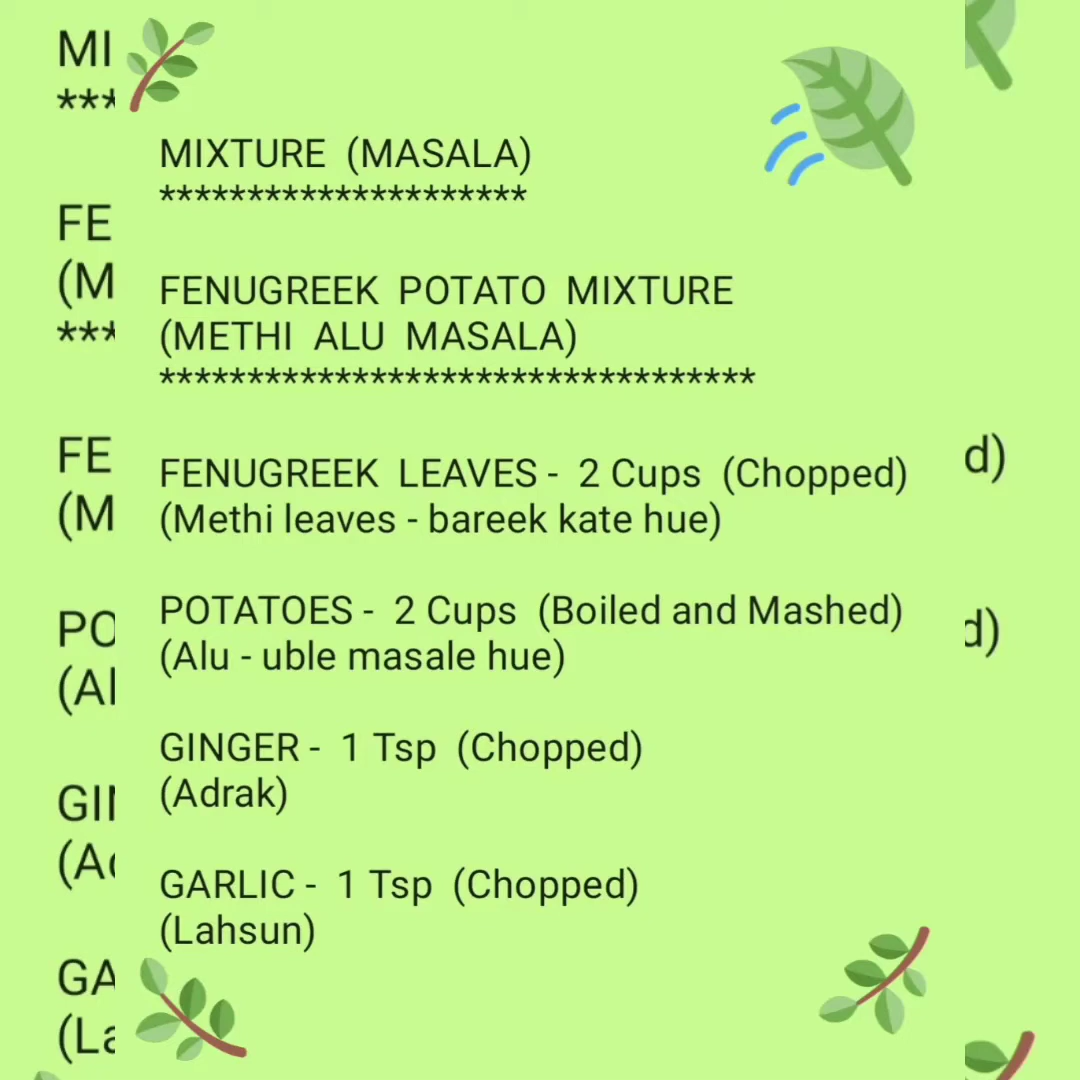 MIXTURE (MASALA)
*********************
FENUGREEK POTATO MIXTURE
(METHI ALU MASALA)
**********************************
FENUGREEK LEAVES - 2 Cups (Chopped)
(Methi leaves - bareek kate hue)
POTATOES - 2 Cups (Boiled and Mashed)
(Alu - uble masale hue)
GINGER - 1 Tsp (Chopped)
(Adrak)
GARLIC - 1 Tsp (Chopped)
(Lahsun)